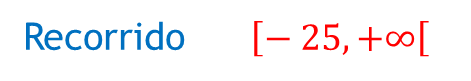 Recorrido [− 25, +∞[